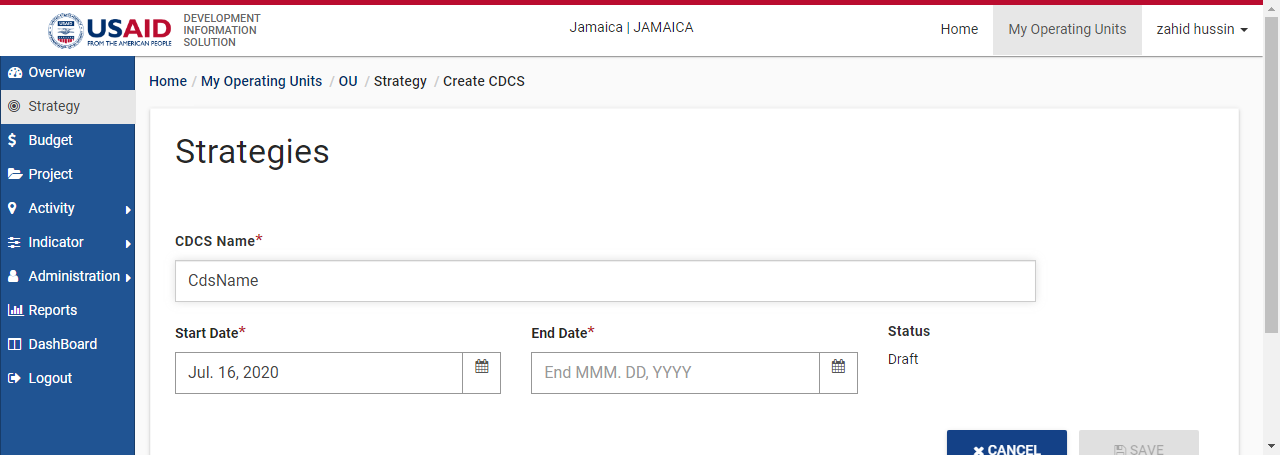 USAID
FROM THE AMERICAN PEOPLE
DEVELOPMENT
INFORMATION
SOLUTION
Jamaica | JAMAICA
Home
My Operating Units
zahid hussin
Overview
Strategy
Budget
Project
Activity
Indicator
Administration
Reports
DashBoard
Logout
Home / My Operating Units / OU / Strategy / Create CDCS
Strategies
CDCS Name*
CdsName
Start Date*
Jul. 16, 2020
End Date*
End MMM. DD, YYYY
Status
Draft
CANCEL
SAVE